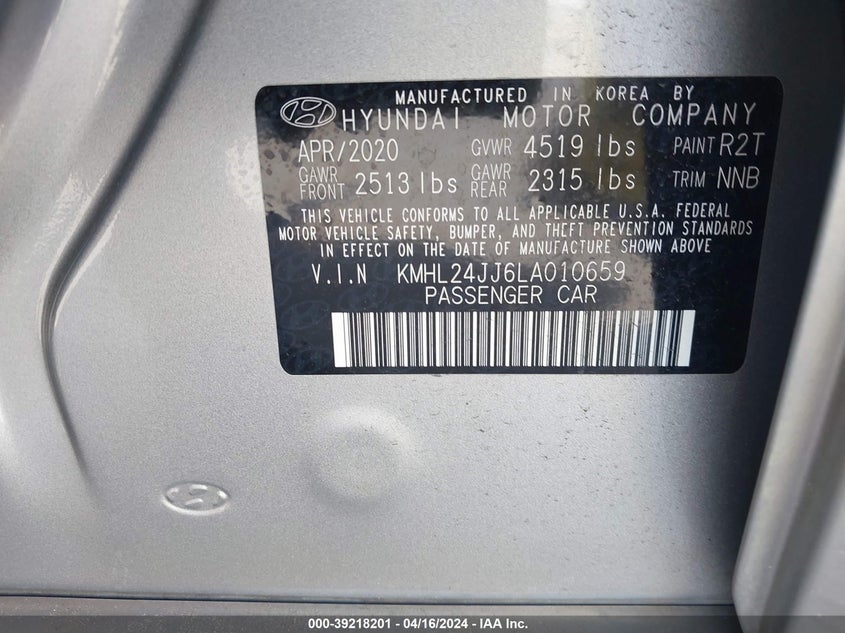 MANUFACTURED IN KOREA BY
HYUNDAI MOTOR COMPANY
APR/2020 GVWR 4519 lbs PAINT R2T
GAWR FRONT 2513 lbs GAWR REAR 2315 lbs TRIM NNB
THIS VEHICLE CONFORMS TO ALL APPLICABLE U.S.A. FEDERAL
MOTOR VEHICLE SAFETY, BUMPER, AND THEFT PREVENTION STANDARDS
IN EFFECT ON THE DATE OF MANUFACTURE SHOWN ABOVE.
V.I.N KMHL24JJ6LA010659
PASSENGER CAR
000-39218201 - 04/16/2024 - IAA Inc.